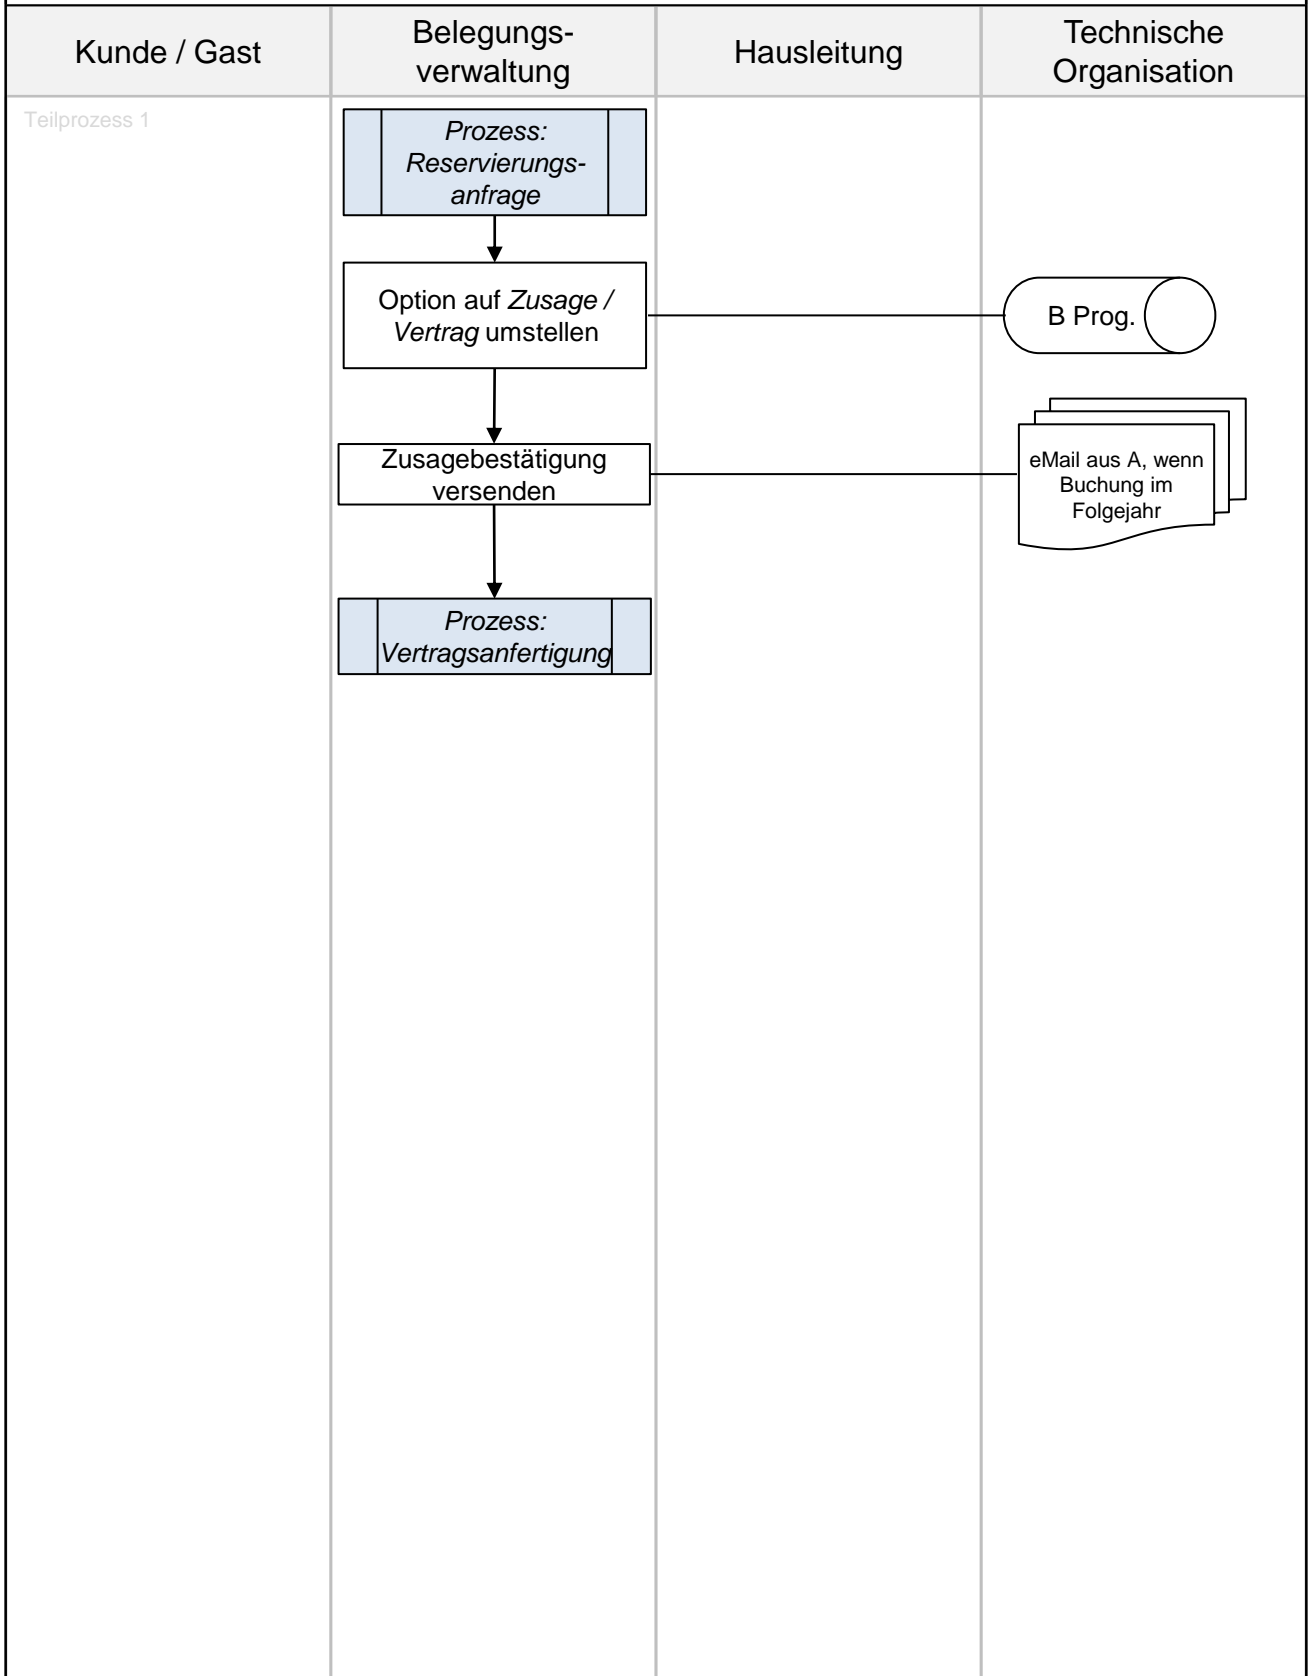 Kunde / Gast
Belegungs-
verwaltung
Hausleitung
Technische
Organisation
Teilprozess 1
Prozess:
Reservierungs-
anfrage
Option auf Zusage /
Vertrag umstellen
B Prog.
Zusagebestätigung
versenden
eMail aus A, wenn
Buchung im
Folgejahr
Prozess:
Vertragsanfertigung